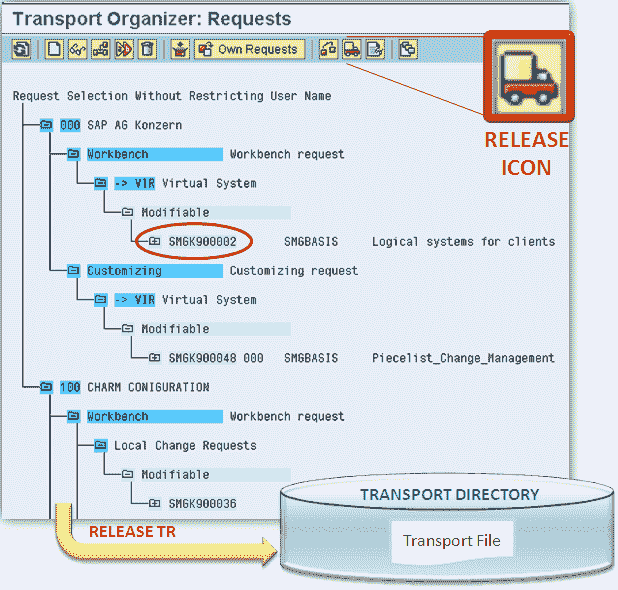 Transport Organizer: Requests
Own Requests
RELEASE
ICON
Request Selection Without Restricting User Name
000 SAP AG Konzern
Workbench Workbench request
-> VIR Virtual System
Modifiable
SMGK900002 SMGBASIS Logical systems for clients
Customizing Customizing request
-> VIR Virtual System
Modifiable
SMGK900048 000 SMGBASIS Piecelist_Change_Management
100 CHARM CONIGURATION
Workbench Workbench request
Local Change Requests
Modifiable
SMGK900036
TRANSPORT DIRECTORY
RELEASE TR
Transport File